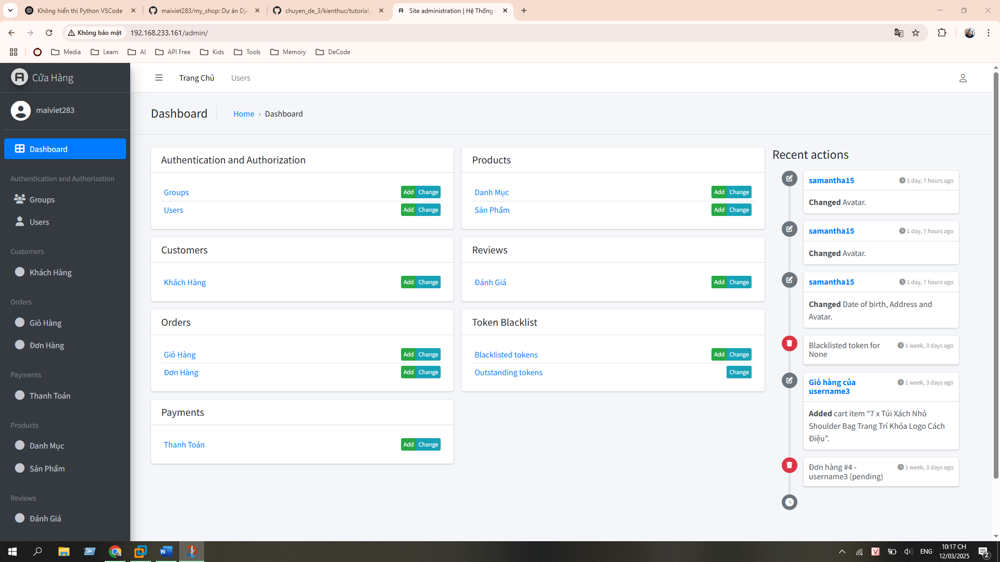 Không hiển thị Python VSCode
maiviet283/my_shop: Dự án Dja
chuyen_de_3/kienthuc/tutorial_
Site administration | Hệ Thống
Không bảo mật
192.168.233.161/admin/
Media
Learn
AI
API Free
Kids
Tools
Memory
DeCode
Cửa Hàng
Trang Chủ
Users
maiviet283
Dashboard
Home › Dashboard
Dashboard
Authentication and Authorization
Groups
Users
Customers
Khách Hàng
Orders
Giỏ Hàng
Đơn Hàng
Payments
Thanh Toán
Products
Danh Mục
Sản Phẩm
Reviews
Đánh Giá
Authentication and Authorization
Groups Add Change
Users Add Change
Customers
Khách Hàng Add Change
Orders
Giỏ Hàng Add Change
Đơn Hàng Add Change
Payments
Thanh Toán Add Change
Products
Danh Mục Add Change
Sản Phẩm Add Change
Reviews
Đánh Giá Add Change
Token Blacklist
Blacklisted tokens Add Change
Outstanding tokens Change
Recent actions
samantha15 1 day, 7 hours ago
Changed Avatar.
samantha15 1 day, 7 hours ago
Changed Avatar.
samantha15 1 day, 7 hours ago
Changed Date of birth, Address and
Avatar.
Blacklisted token for 1 week, 3 days ago
None
Giỏ hàng của 1 week, 3 days ago
username3
Added cart item “7 x Túi Xách Nhỏ
Shoulder Bag Trang Trí Khóa Logo Cách
Điệu”.
Đơn hàng #4 - 1 week, 3 days ago
username3 (pending)
ENG
10:17 CH
12/03/2025
2